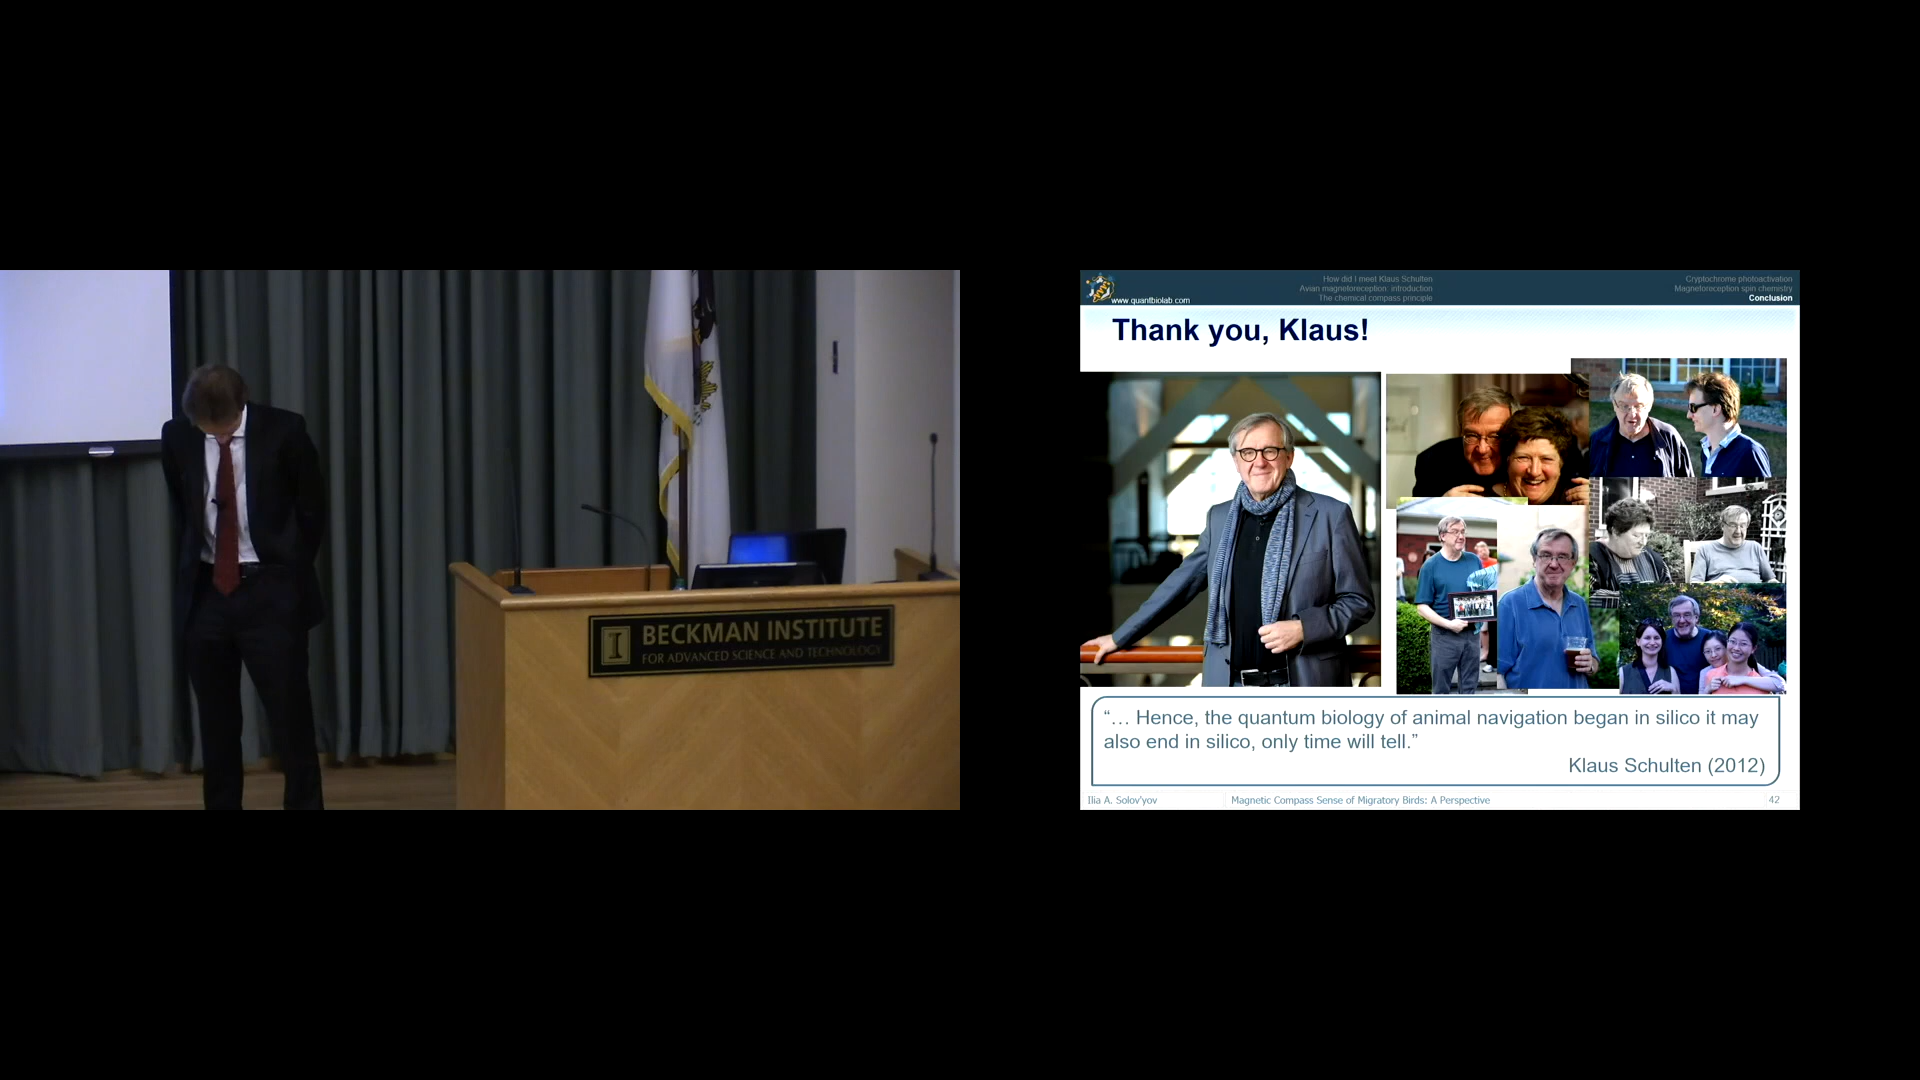 I
BECKMAN INSTITUTE
FOR ADVANCED SCIENCE AND TECHNOLOGY
www.quantbiolab.com
How did I meet Klaus Schulten
Avian magnetoreception: introduction
The chemical compass principle
Cryptochrome photoactivation
Magnetoreception spin chemistry
Conclusion
Thank you, Klaus!
“… Hence, the quantum biology of animal navigation began in silico it may
also end in silico, only time will tell.”
Klaus Schulten (2012)
Ilia A. Solov'yov
Magnetic Compass Sense of Migratory Birds: A Perspective
42